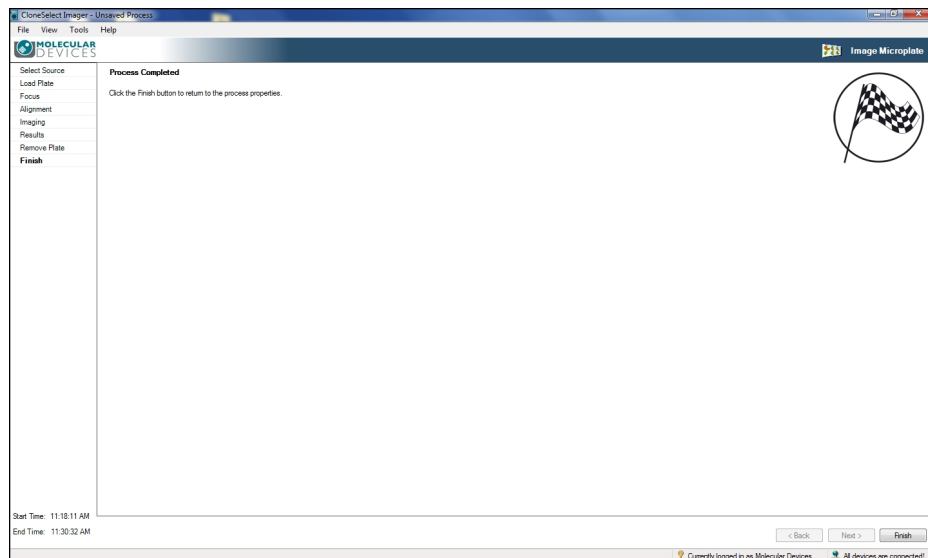 CloneSelect Imager - Unsaved Process
File View Tools Help
MOLECULAR
DEVICES
Image Microplate
Select Source
Load Plate
Focus
Alignment
Imaging
Results
Remove Plate
Finish
Process Completed
Click the Finish button to return to the process properties.
Start Time: 11:18:11 AM
End Time: 11:30:32 AM
< Back Next > Finish
Currently logged in as Molecular Devices All devices are connected!